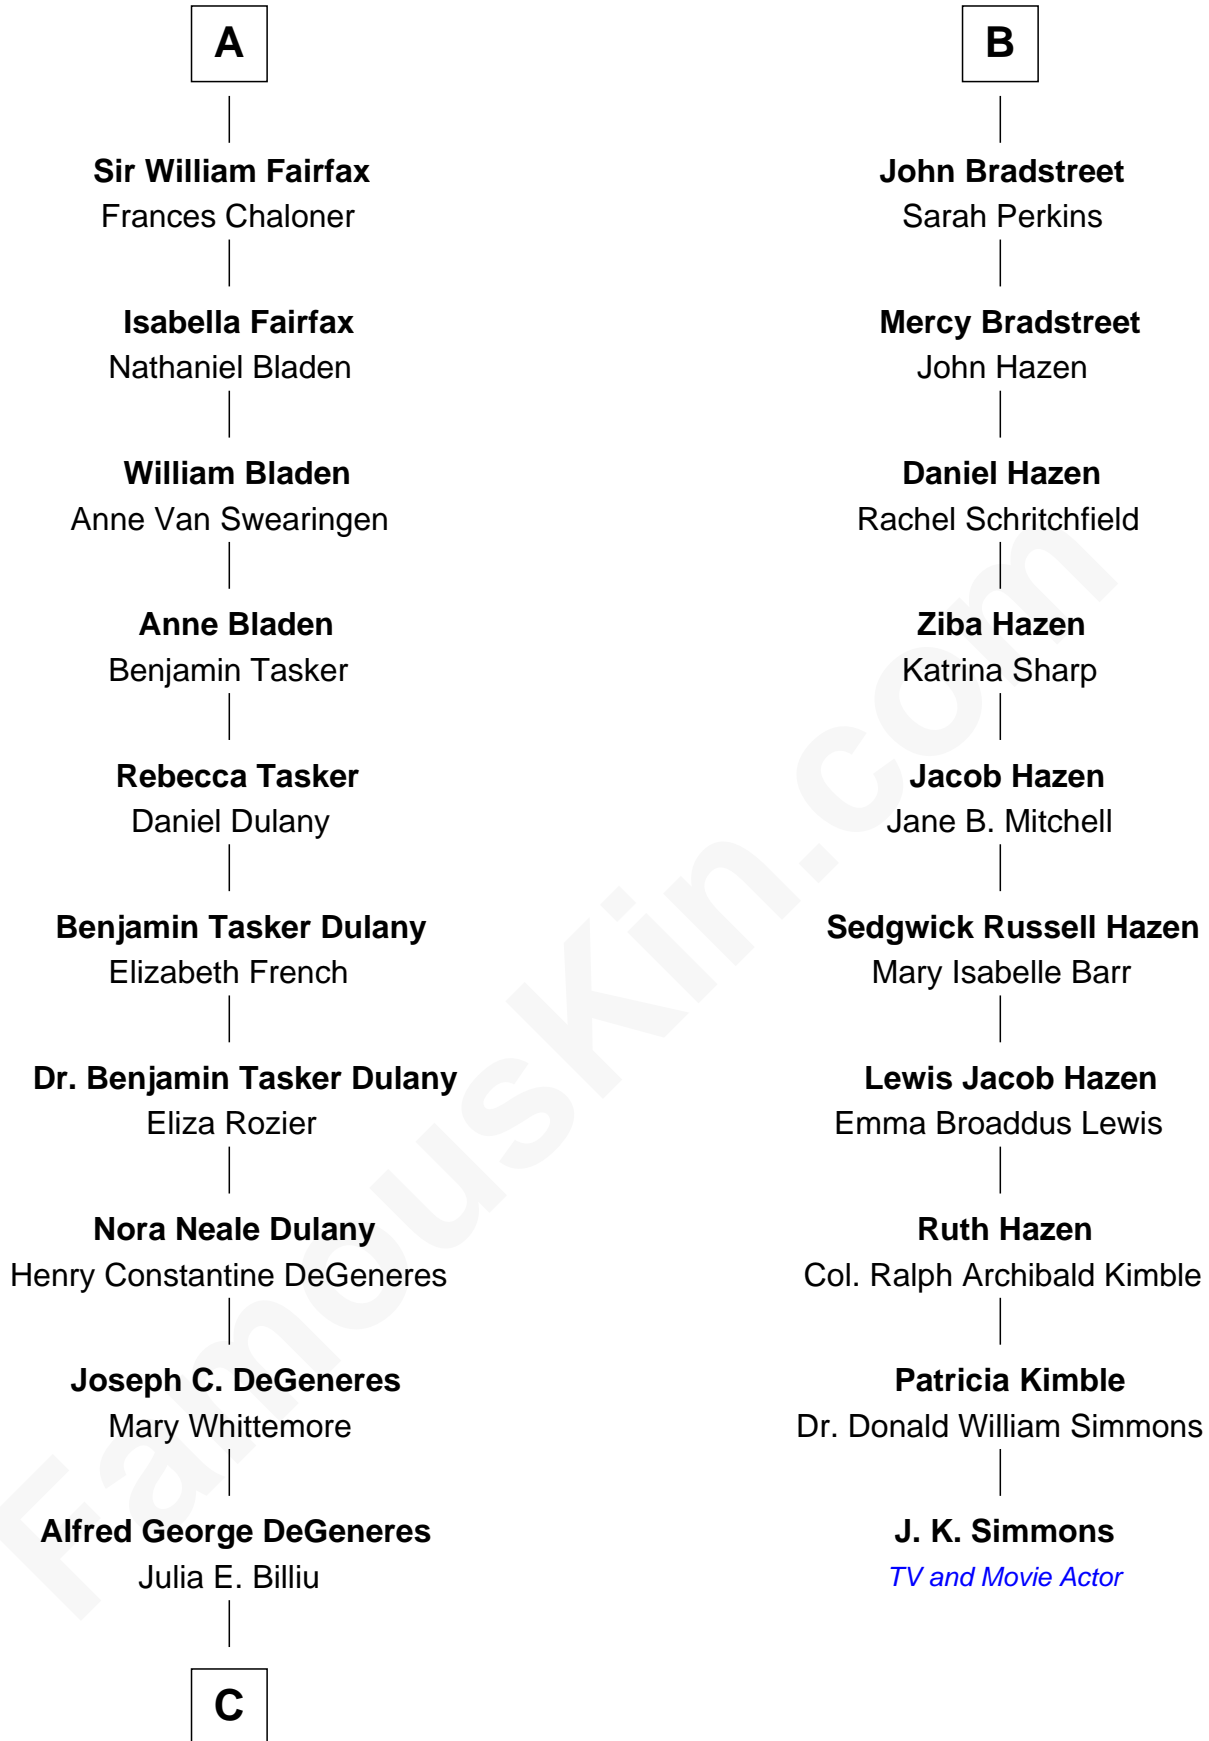 A
Sir William Fairfax
Frances Chaloner
Isabella Fairfax
Nathaniel Bladen
William Bladen
Anne Van Swearingen
Anne Bladen
Benjamin Tasker
Rebecca Tasker
Daniel Dulany
Benjamin Tasker Dulany
Elizabeth French
Dr. Benjamin Tasker Dulany
Eliza Rozier
Nora Neale Dulany
Henry Constantine DeGeneres
Joseph C. DeGeneres
Mary Whittemore
Alfred George DeGeneres
Julia E. Billiu
C
B
John Bradstreet
Sarah Perkins
Mercy Bradstreet
John Hazen
Daniel Hazen
Rachel Schritchfield
Ziba Hazen
Katrina Sharp
Jacob Hazen
Jane B. Mitchell
Sedgwick Russell Hazen
Mary Isabelle Barr
Lewis Jacob Hazen
Emma Broaddus Lewis
Ruth Hazen
Col. Ralph Archibald Kimble
Patricia Kimble
Dr. Donald William Simmons
J. K. Simmons
TV and Movie Actor
FamousKin.com